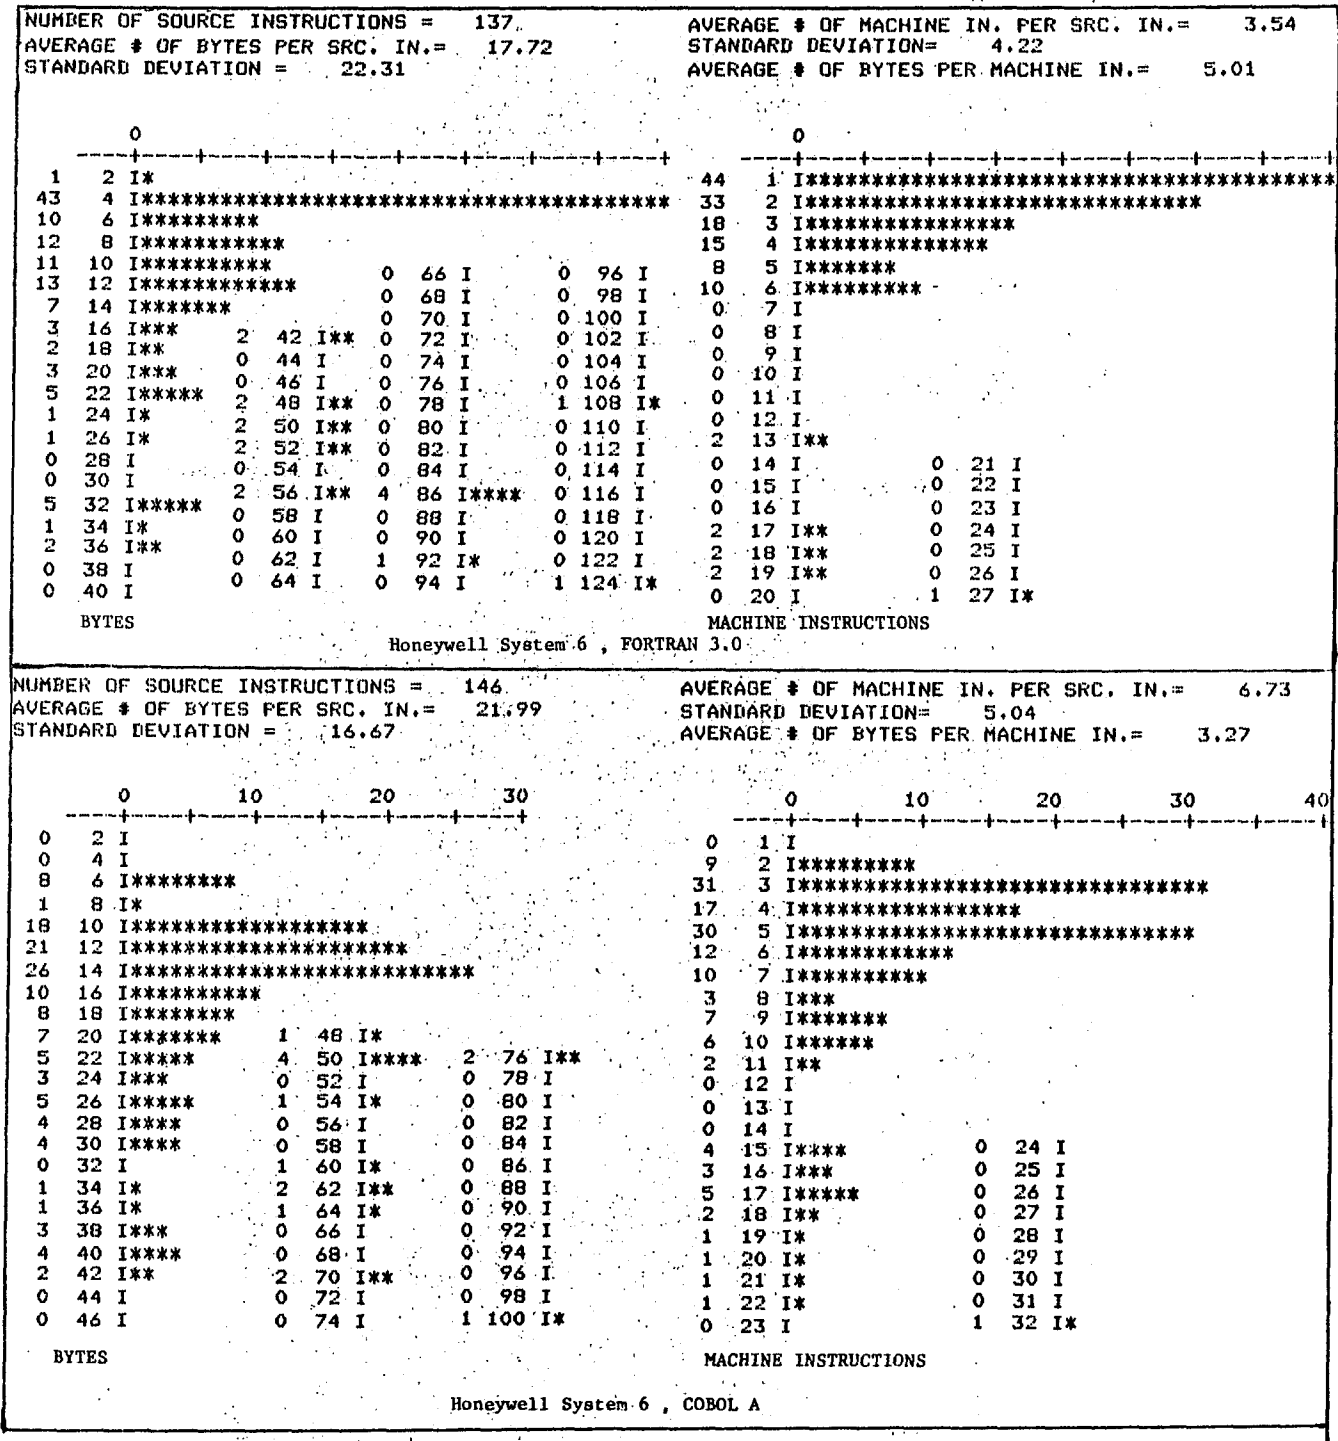 NUMBER OF SOURCE INSTRUCTIONS = 137.
AVERAGE # OF BYTES PER SRC. IN.= 17.72
STANDARD DEVIATION = 22.31
AVERAGE # OF MACHINE IN. PER SRC. IN.= 3.54
STANDARD DEVIATION= 4.22
AVERAGE # OF BYTES PER MACHINE IN.= 5.01
0
-----+----+----+----+----+----+----+----+----+
1 2 I*
43 4 I*****************************************
10 6 I**********
12 8 I************
11 10 I***********
13 12 I*************
7 14 I*******
3 16 I***
2 18 I**
3 20 I***
5 22 I*****
1 24 I*
1 26 I*
0 28 I
0 30 I
5 32 I*****
1 34 I*
2 36 I**
0 38 I
0 40 I
2 42 I**
0 44 I
0 46 I
2 48 I**
2 50 I**
2 52 I**
0 54 I
2 56 I**
0 58 I
0 60 I
0 62 I
0 64 I
0 66 I
0 68 I
0 70 I
0 72 I
0 74 I
0 76 I
0 78 I
0 80 I
0 82 I
0 84 I
4 86 I****
0 88 I
0 90 I
1 92 I*
0 94 I
0 96 I
0 98 I
0 100 I
0 102 I
0 104 I
0 106 I
1 108 I*
0 110 I
0 112 I
0 114 I
0 116 I
0 118 I
0 120 I
0 122 I
1 124 I*
BYTES
0
-----+----+----+----+----+----+----+----+----+
44 1 I*****************************************
33 2 I******************************
18 3 I****************
15 4 I**************
8 5 I********
10 6 I*********
0 7 I
0 8 I
0 9 I
0 10 I
0 11 I
0 12 I
2 13 I**
0 14 I
0 15 I
0 16 I
2 17 I**
2 18 I**
2 19 I**
0 20 I
0 21 I
0 22 I
0 23 I
0 24 I
0 25 I
0 26 I
1 27 I*
MACHINE INSTRUCTIONS
Honeywell System 6 , FORTRAN 3.0
NUMBER OF SOURCE INSTRUCTIONS = 146
AVERAGE # OF BYTES PER SRC. IN.= 21.99
STANDARD DEVIATION = 16.67
AVERAGE # OF MACHINE IN. PER SRC. IN.= 6.73
STANDARD DEVIATION= 5.04
AVERAGE # OF BYTES PER MACHINE IN.= 3.27
0 10 20 30
-----+----+----+----+----+----+----+
0 2 I
0 4 I
8 6 I********
1 8 I*
18 10 I******************
21 12 I*********************
26 14 I**************************
10 16 I**********
8 18 I********
7 20 I*******
5 22 I*****
3 24 I***
5 26 I*****
4 28 I****
4 30 I****
0 32 I
1 34 I*
1 36 I*
3 38 I***
4 40 I****
2 42 I**
0 44 I
0 46 I
1 48 I*
4 50 I****
0 52 I
1 54 I*
0 56 I
0 58 I
1 60 I*
2 62 I**
1 64 I*
0 66 I
0 68 I
2 70 I**
0 72 I
0 74 I
2 76 I**
0 78 I
0 80 I
0 82 I
0 84 I
0 86 I
0 88 I
0 90 I
0 92 I
0 94 I
0 96 I
0 98 I
1 100 I*
BYTES
0 10 20 30 40
-----+----+----+----+----+----+----+----+----+
0 1 I
9 2 I*********
31 3 I*******************************
17 4 I*****************
30 5 I******************************
12 6 I************
10 7 I**********
3 8 I***
7 9 I*******
6 10 I******
2 11 I**
0 12 I
0 13 I
0 14 I
4 15 I****
3 16 I***
5 17 I*****
2 18 I**
1 19 I*
1 20 I*
1 21 I*
1 22 I*
0 23 I
0 24 I
0 25 I
0 26 I
0 27 I
0 28 I
0 29 I
0 30 I
0 31 I
1 32 I*
MACHINE INSTRUCTIONS
Honeywell System 6 , COBOL A